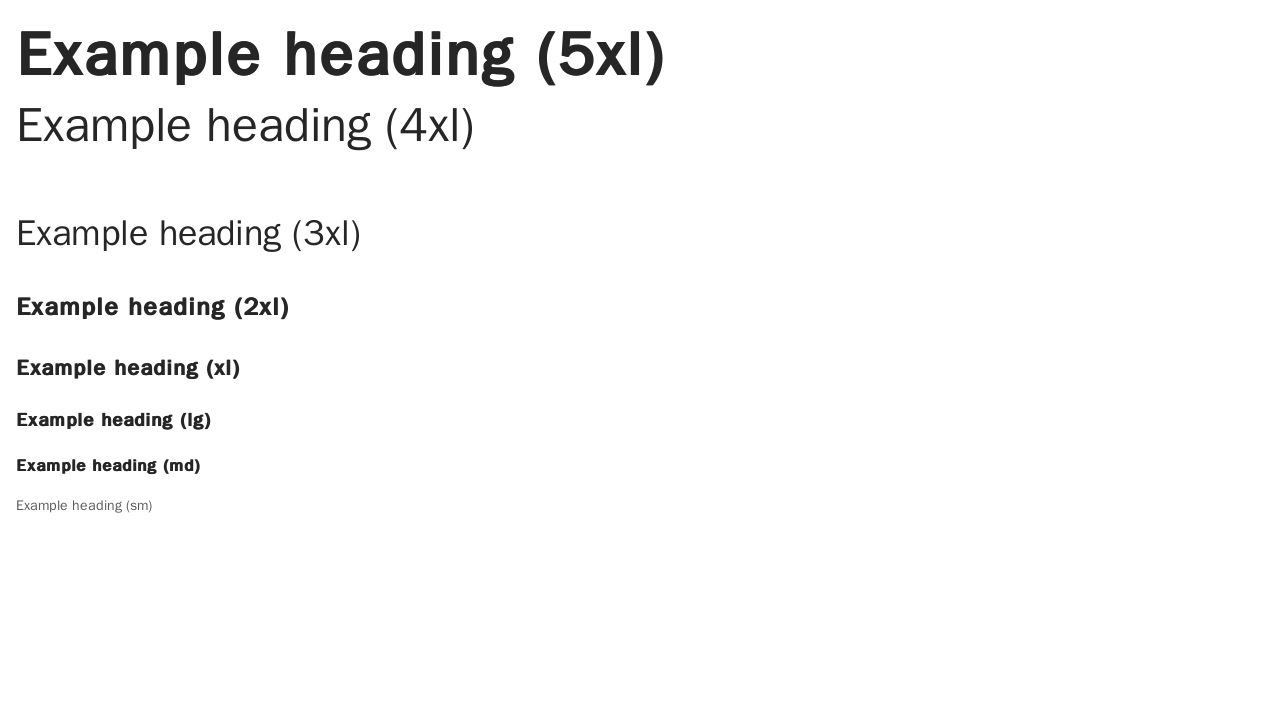 Example heading (5xl)
Example heading (4xl)
Example heading (3xl)
Example heading (2xl)
Example heading (xl)
Example heading (lg)
Example heading (md)
Example heading (sm)